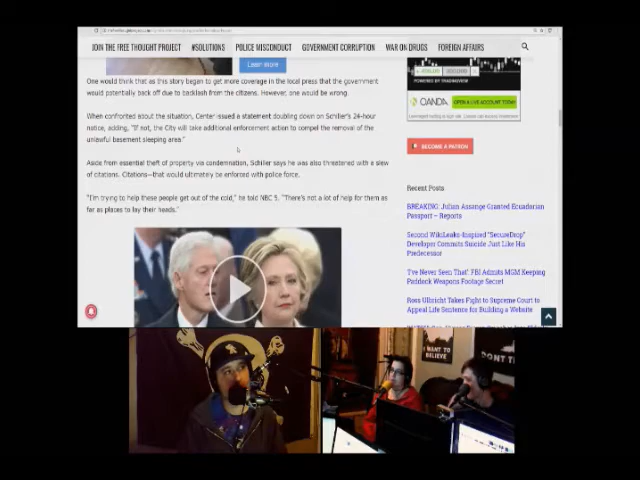 JOIN THE FREE THOUGHT PROJECT #SOLUTIONS POLICE MISCONDUCT GOVERNMENT CORRUPTION WAR ON DRUGS FOREIGN AFFAIRS
Learn more
One would think that as this story began to get more coverage in the local press that the government
would potentially back off due to backlash from the citizens. However, one would be wrong.
When confronted about the situation, Center issued a statement doubling down on Schiller's 24-hour
notice, adding, "If not, the City will take additional enforcement action to compel the removal of the
unlawful basement sleeping area."
Aside from essential theft of property via condemnation, Schiller says he was also threatened with a slew
of citations. Citations—that would ultimately be enforced with police force.
"I'm trying to help these people get out of the cold," he told NBC 5. "There's not a lot of help for them as
far as places to lay their heads."
POWERED BY TRADINGVIEW
OANDA OPEN A LIVE ACCOUNT TODAY
BECOME A PATRON
Recent Posts
BREAKING: Julian Assange Granted Ecuadorian
Passport – Reports
Second WikiLeaks-Inspired "SecureDrop"
Developer Commits Suicide Just Like His
Predecessor
'I've Never Seen That': FBI Admits MGM Keeping
Paddock Weapons Footage Secret
Ross Ulbricht Takes Fight to Supreme Court to
Appeal Life Sentence for Building a Website
I WANT TO
BELIEVE
DON'T